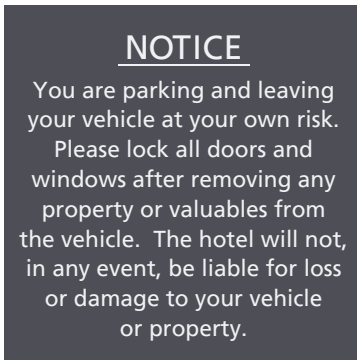 NOTICE
You are parking and leaving
your vehicle at your own risk.
Please lock all doors and
windows after removing any
property or valuables from
the vehicle.  The hotel will not,
in any event, be liable for loss
or damage to your vehicle
or property.